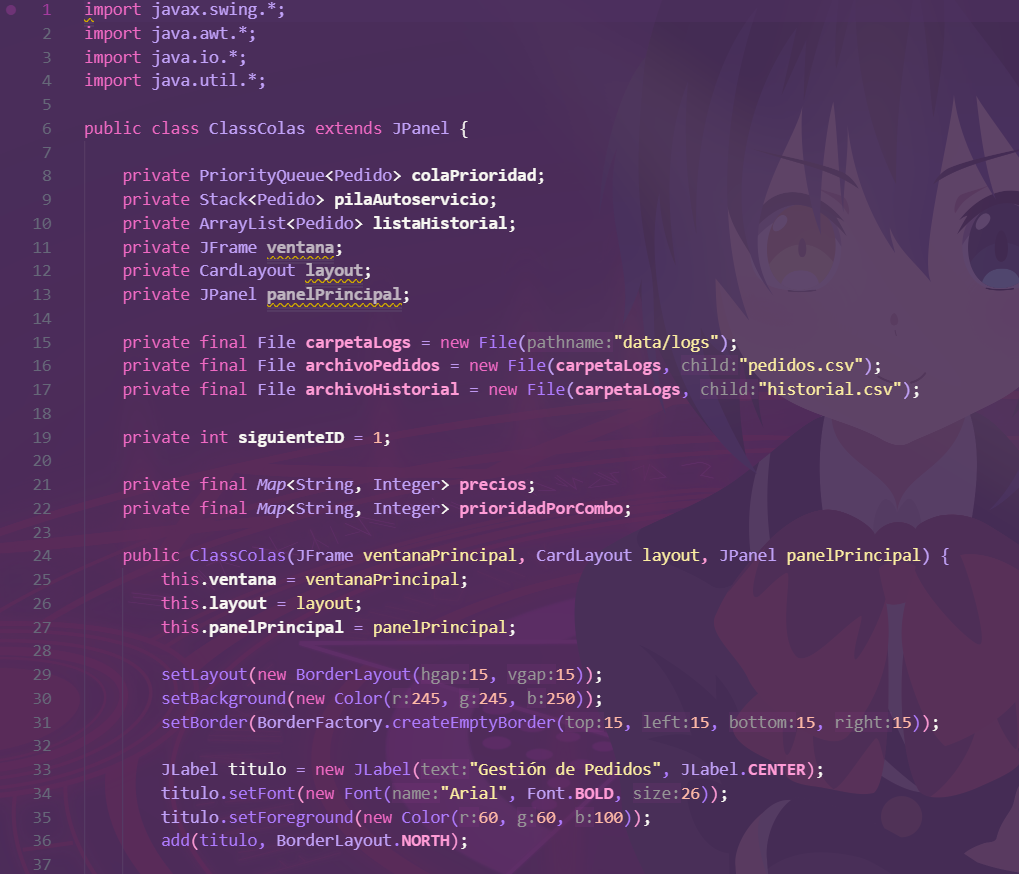 1 import javax.swing.*;
2 import java.awt.*;
3 import java.io.*;
4 import java.util.*;
5
6 public class ClassColas extends JPanel {
7
8 private PriorityQueue<Pedido> colaPrioridad;
9 private Stack<Pedido> pilaAutoservicio;
10 private ArrayList<Pedido> listaHistorial;
11 private JFrame ventana;
12 private CardLayout layout;
13 private JPanel panelPrincipal;
14
15 private final File carpetaLogs = new File(pathname:"data/logs");
16 private final File archivoPedidos = new File(carpetaLogs, child:"pedidos.csv");
17 private final File archivoHistorial = new File(carpetaLogs, child:"historial.csv");
18
19 private int siguienteID = 1;
20
21 private final Map<String, Integer> precios;
22 private final Map<String, Integer> prioridadPorCombo;
23
24 public ClassColas(JFrame ventanaPrincipal, CardLayout layout, JPanel panelPrincipal) {
25 this.ventana = ventanaPrincipal;
26 this.layout = layout;
27 this.panelPrincipal = panelPrincipal;
28
29 setLayout(new BorderLayout(hgap:15, vgap:15));
30 setBackground(new Color(r:245, g:245, b:250));
31 setBorder(BorderFactory.createEmptyBorder(top:15, left:15, bottom:15, right:15));
32
33 JLabel titulo = new JLabel(text:"Gestión de Pedidos", JLabel.CENTER);
34 titulo.setFont(new Font(name:"Arial", Font.BOLD, size:26));
35 titulo.setForeground(new Color(r:60, g:60, b:100));
36 add(titulo, BorderLayout.NORTH);
37